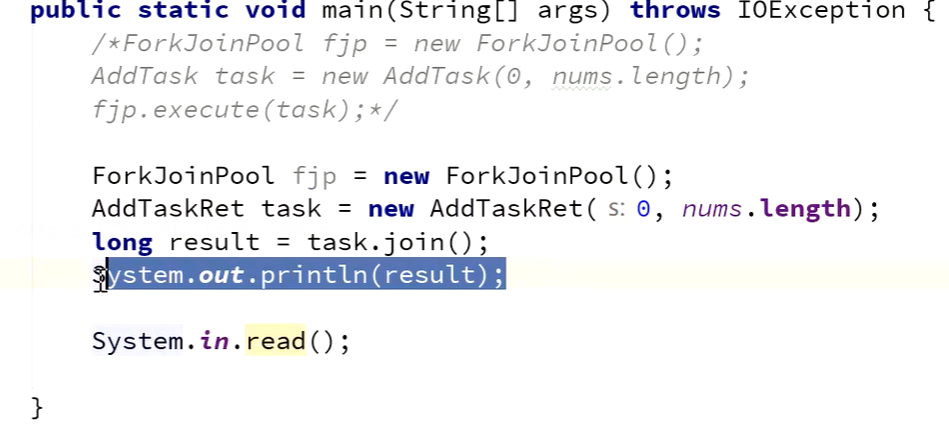 public static void main(String[] args) throws IOException {
/*ForkJoinPool fjp = new ForkJoinPool();
AddTask task = new AddTask(0, nums.length);
fjp.execute(task);*/
ForkJoinPool fjp = new ForkJoinPool();
AddTaskRet task = new AddTaskRet( s: 0, nums.length);
long result = task.join();
System.out.println(result);
System.in.read();
}